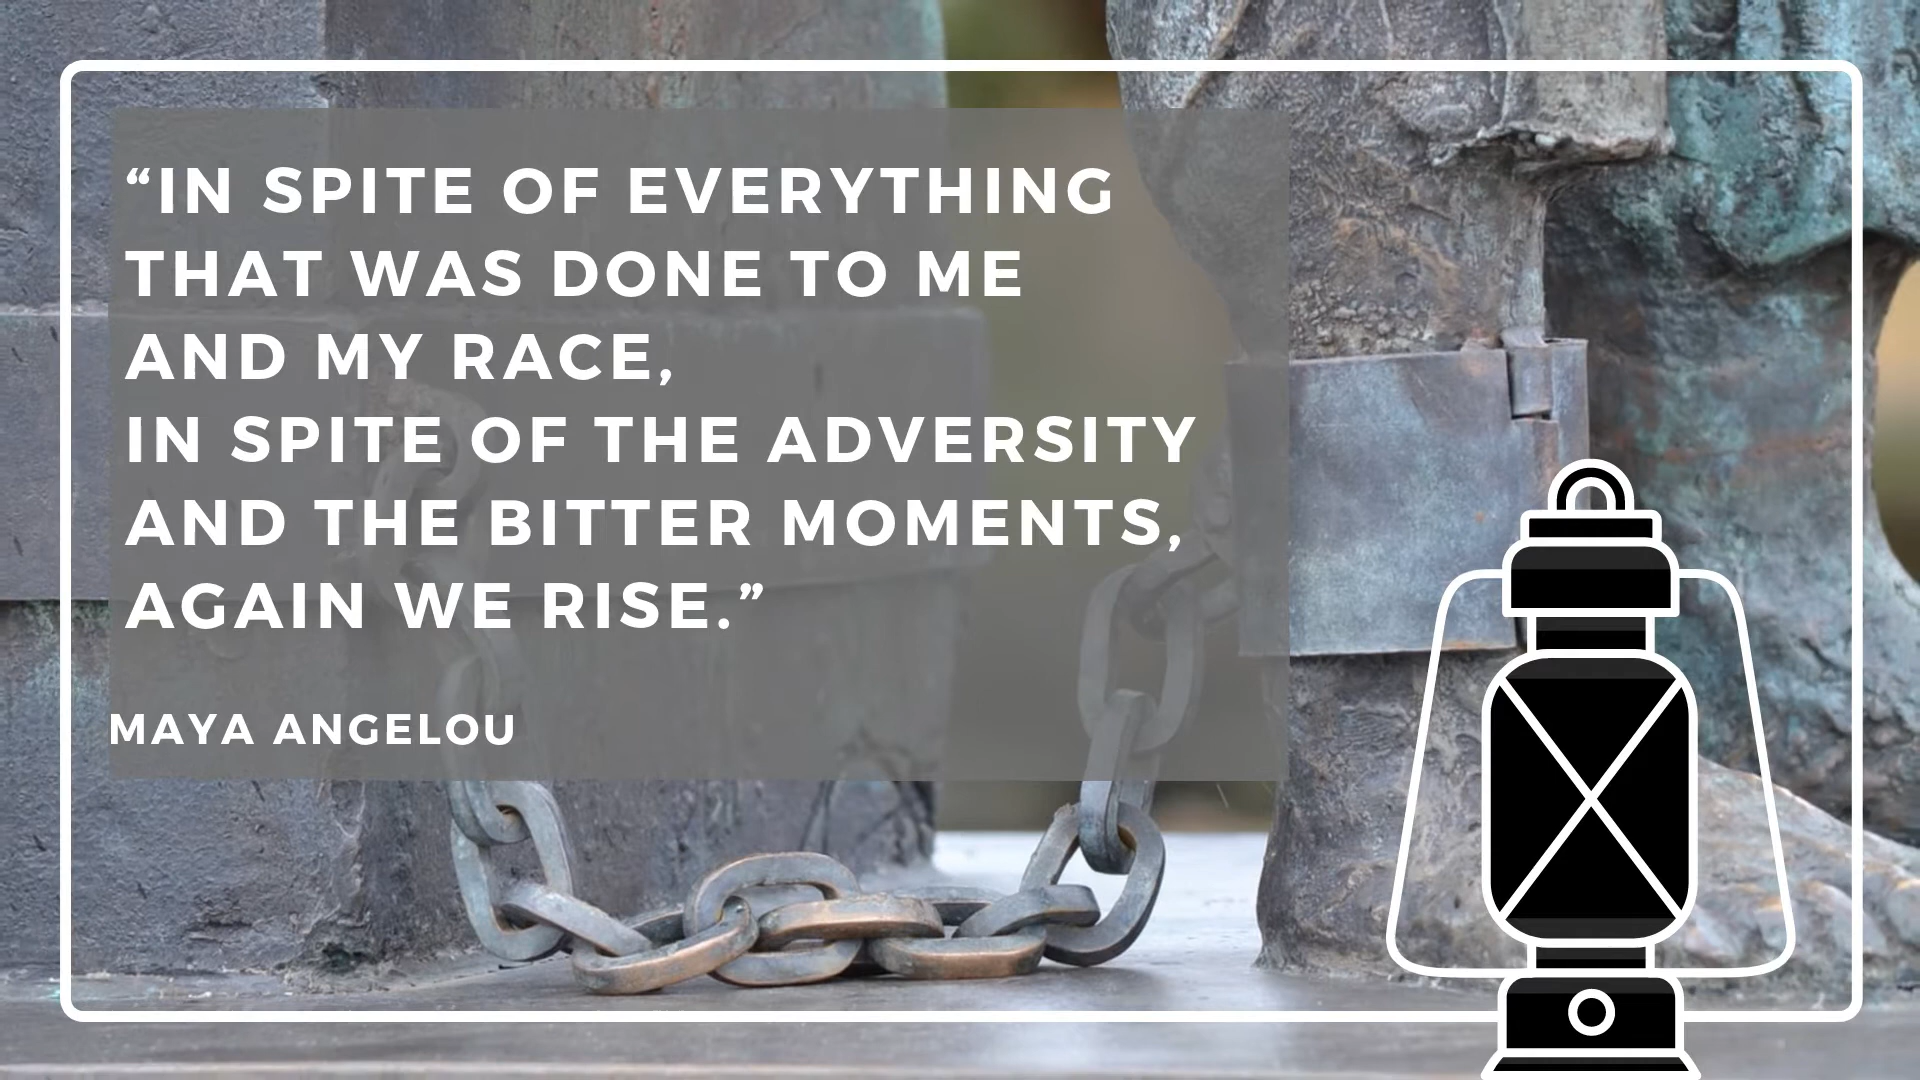 “IN SPITE OF EVERYTHING
THAT WAS DONE TO ME
AND MY RACE,
IN SPITE OF THE ADVERSITY
AND THE BITTER MOMENTS,
AGAIN WE RISE.”
MAYA ANGELOU